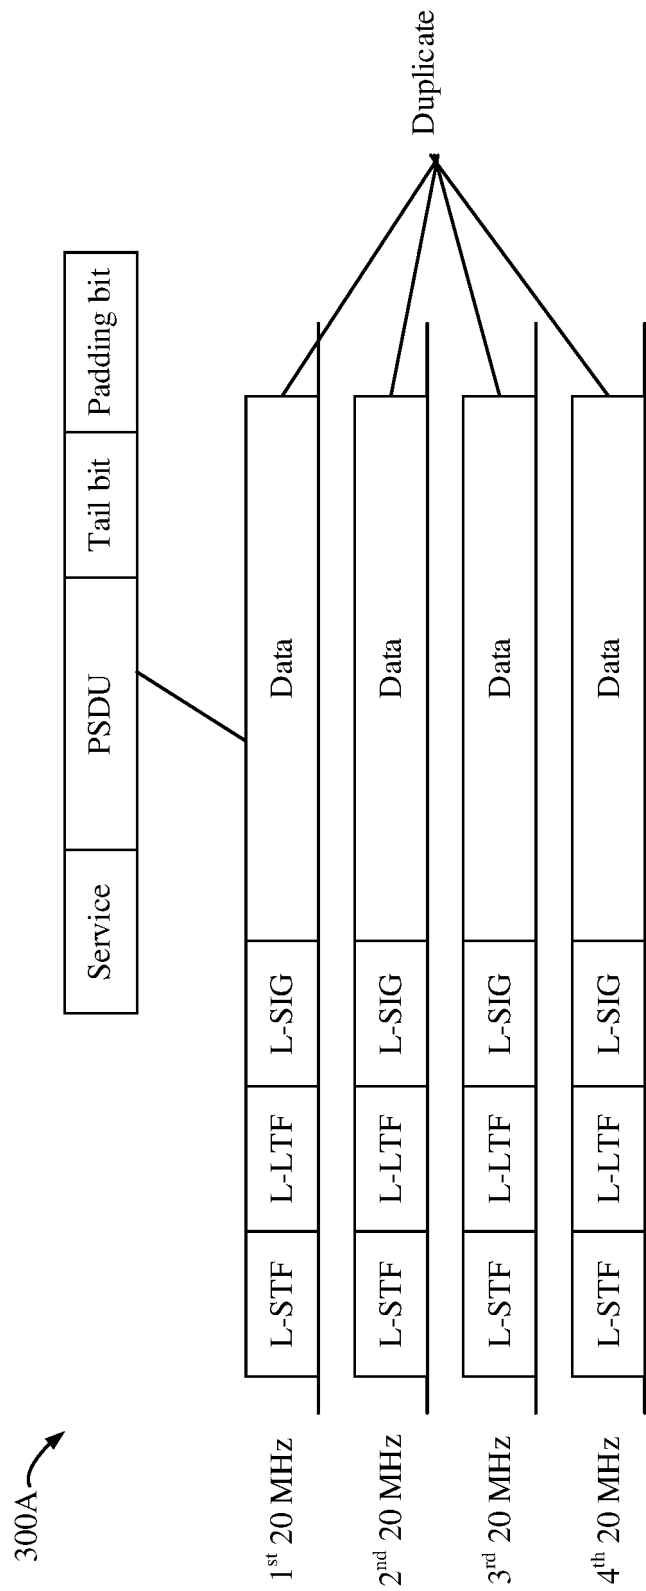 300A
Service PSDU Tail bit Padding bit
1st 20 MHz L-STF L-LTF L-SIG Data
2nd 20 MHz L-STF L-LTF L-SIG Data
3rd 20 MHz L-STF L-LTF L-SIG Data
4th 20 MHz L-STF L-LTF L-SIG Data
Duplicate